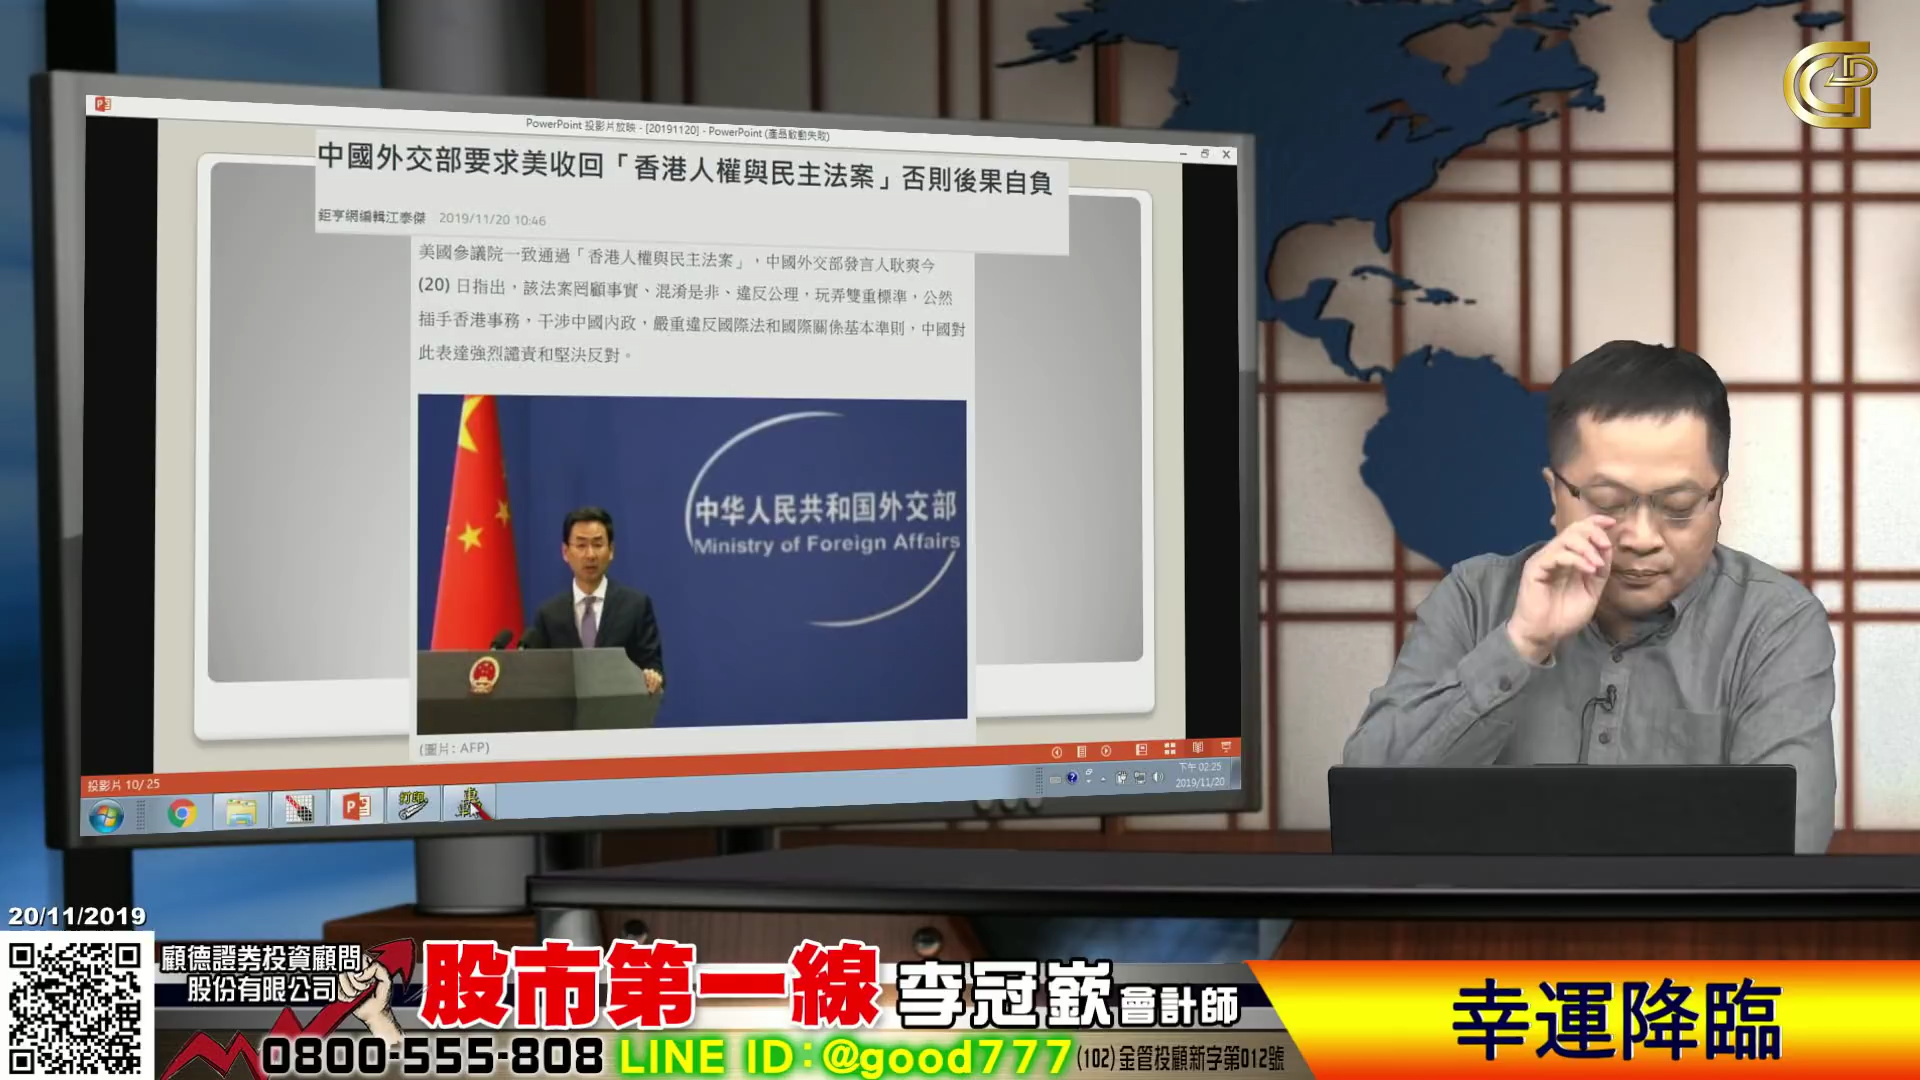 PowerPoint 投影片放映 - [20191120] - PowerPoint (產品啟動失敗)
中國外交部要求美收回「香港人權與民主法案」否則後果自負
鉅亨網編輯江泰傑 2019/11/20 10:46
美國參議院一致通過「香港人權與民主法案」，中國外交部發言人耿爽今
(20) 日指出，該法案罔顧事實、混淆是非、違反公理，玩弄雙重標準，公然
插手香港事務，干涉中國內政，嚴重違反國際法和國際關係基本準則，中國對
此表達強烈譴責和堅決反對。
中华人民共和国外交部
Ministry of Foreign Affairs
(圖片: AFP)
投影片 10/25
打印
下午 02:25
2019/11/20
20/11/2019
顧德證券投資顧問
股份有限公司
股市第一線
李冠嶔會計師
0800-555-808
LINE ID:@good777
(102)金管投顧新字第012號
幸運降臨